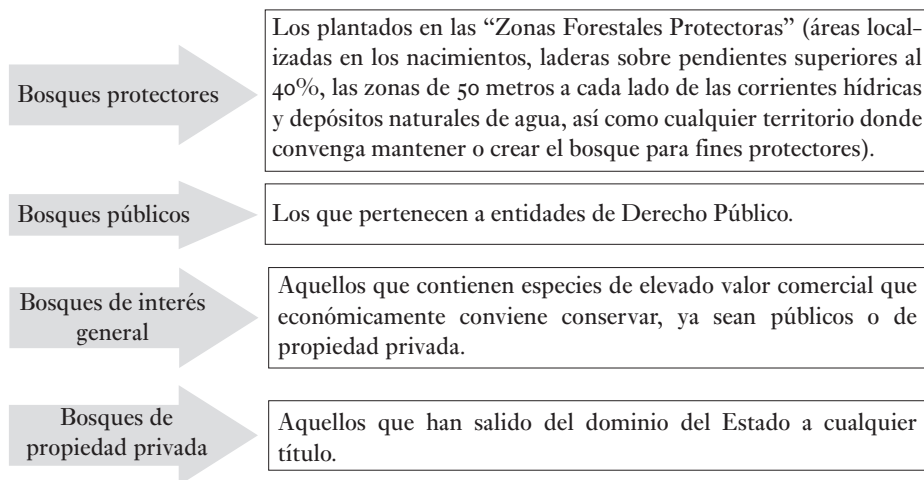 Bosques protectores
Los plantados en las “Zonas Forestales Protectoras” (áreas local-
izadas en los nacimientos, laderas sobre pendientes superiores al
40%, las zonas de 50 metros a cada lado de las corrientes hídricas
y depósitos naturales de agua, así como cualquier territorio donde
convenga mantener o crear el bosque para fines protectores).
Bosques públicos
Los que pertenecen a entidades de Derecho Público.
Bosques de interés
general
Aquellos que contienen especies de elevado valor comercial que
económicamente conviene conservar, ya sean públicos o de
propiedad privada.
Bosques de
propiedad privada
Aquellos que han salido del dominio del Estado a cualquier
título.